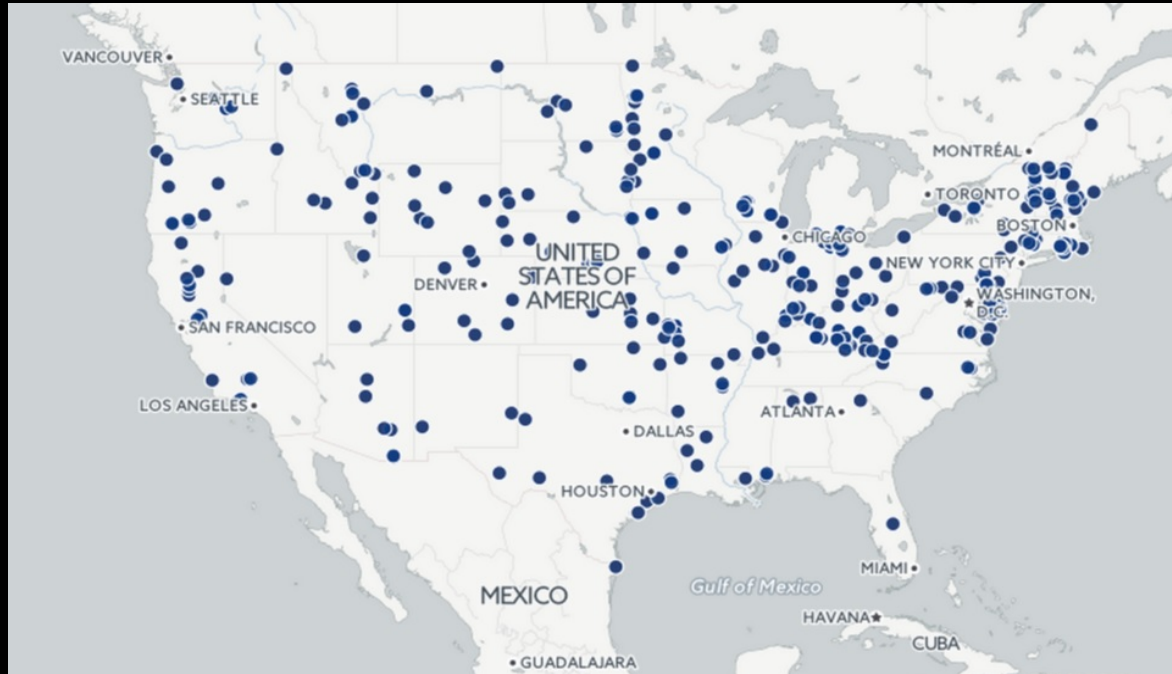 VANCOUVER
SEATTLE
MONTRÉAL
TORONTO
BOSTON
CHICAGO
UNITED
STATES OF
AMERICA
NEW YORK CITY
DENVER
WASHINGTON,
D.C.
SAN FRANCISCO
LOS ANGELES
ATLANTA
DALLAS
HOUSTON
MIAMI
Gulf of Mexico
MEXICO
HAVANA
CUBA
GUADALAJARA